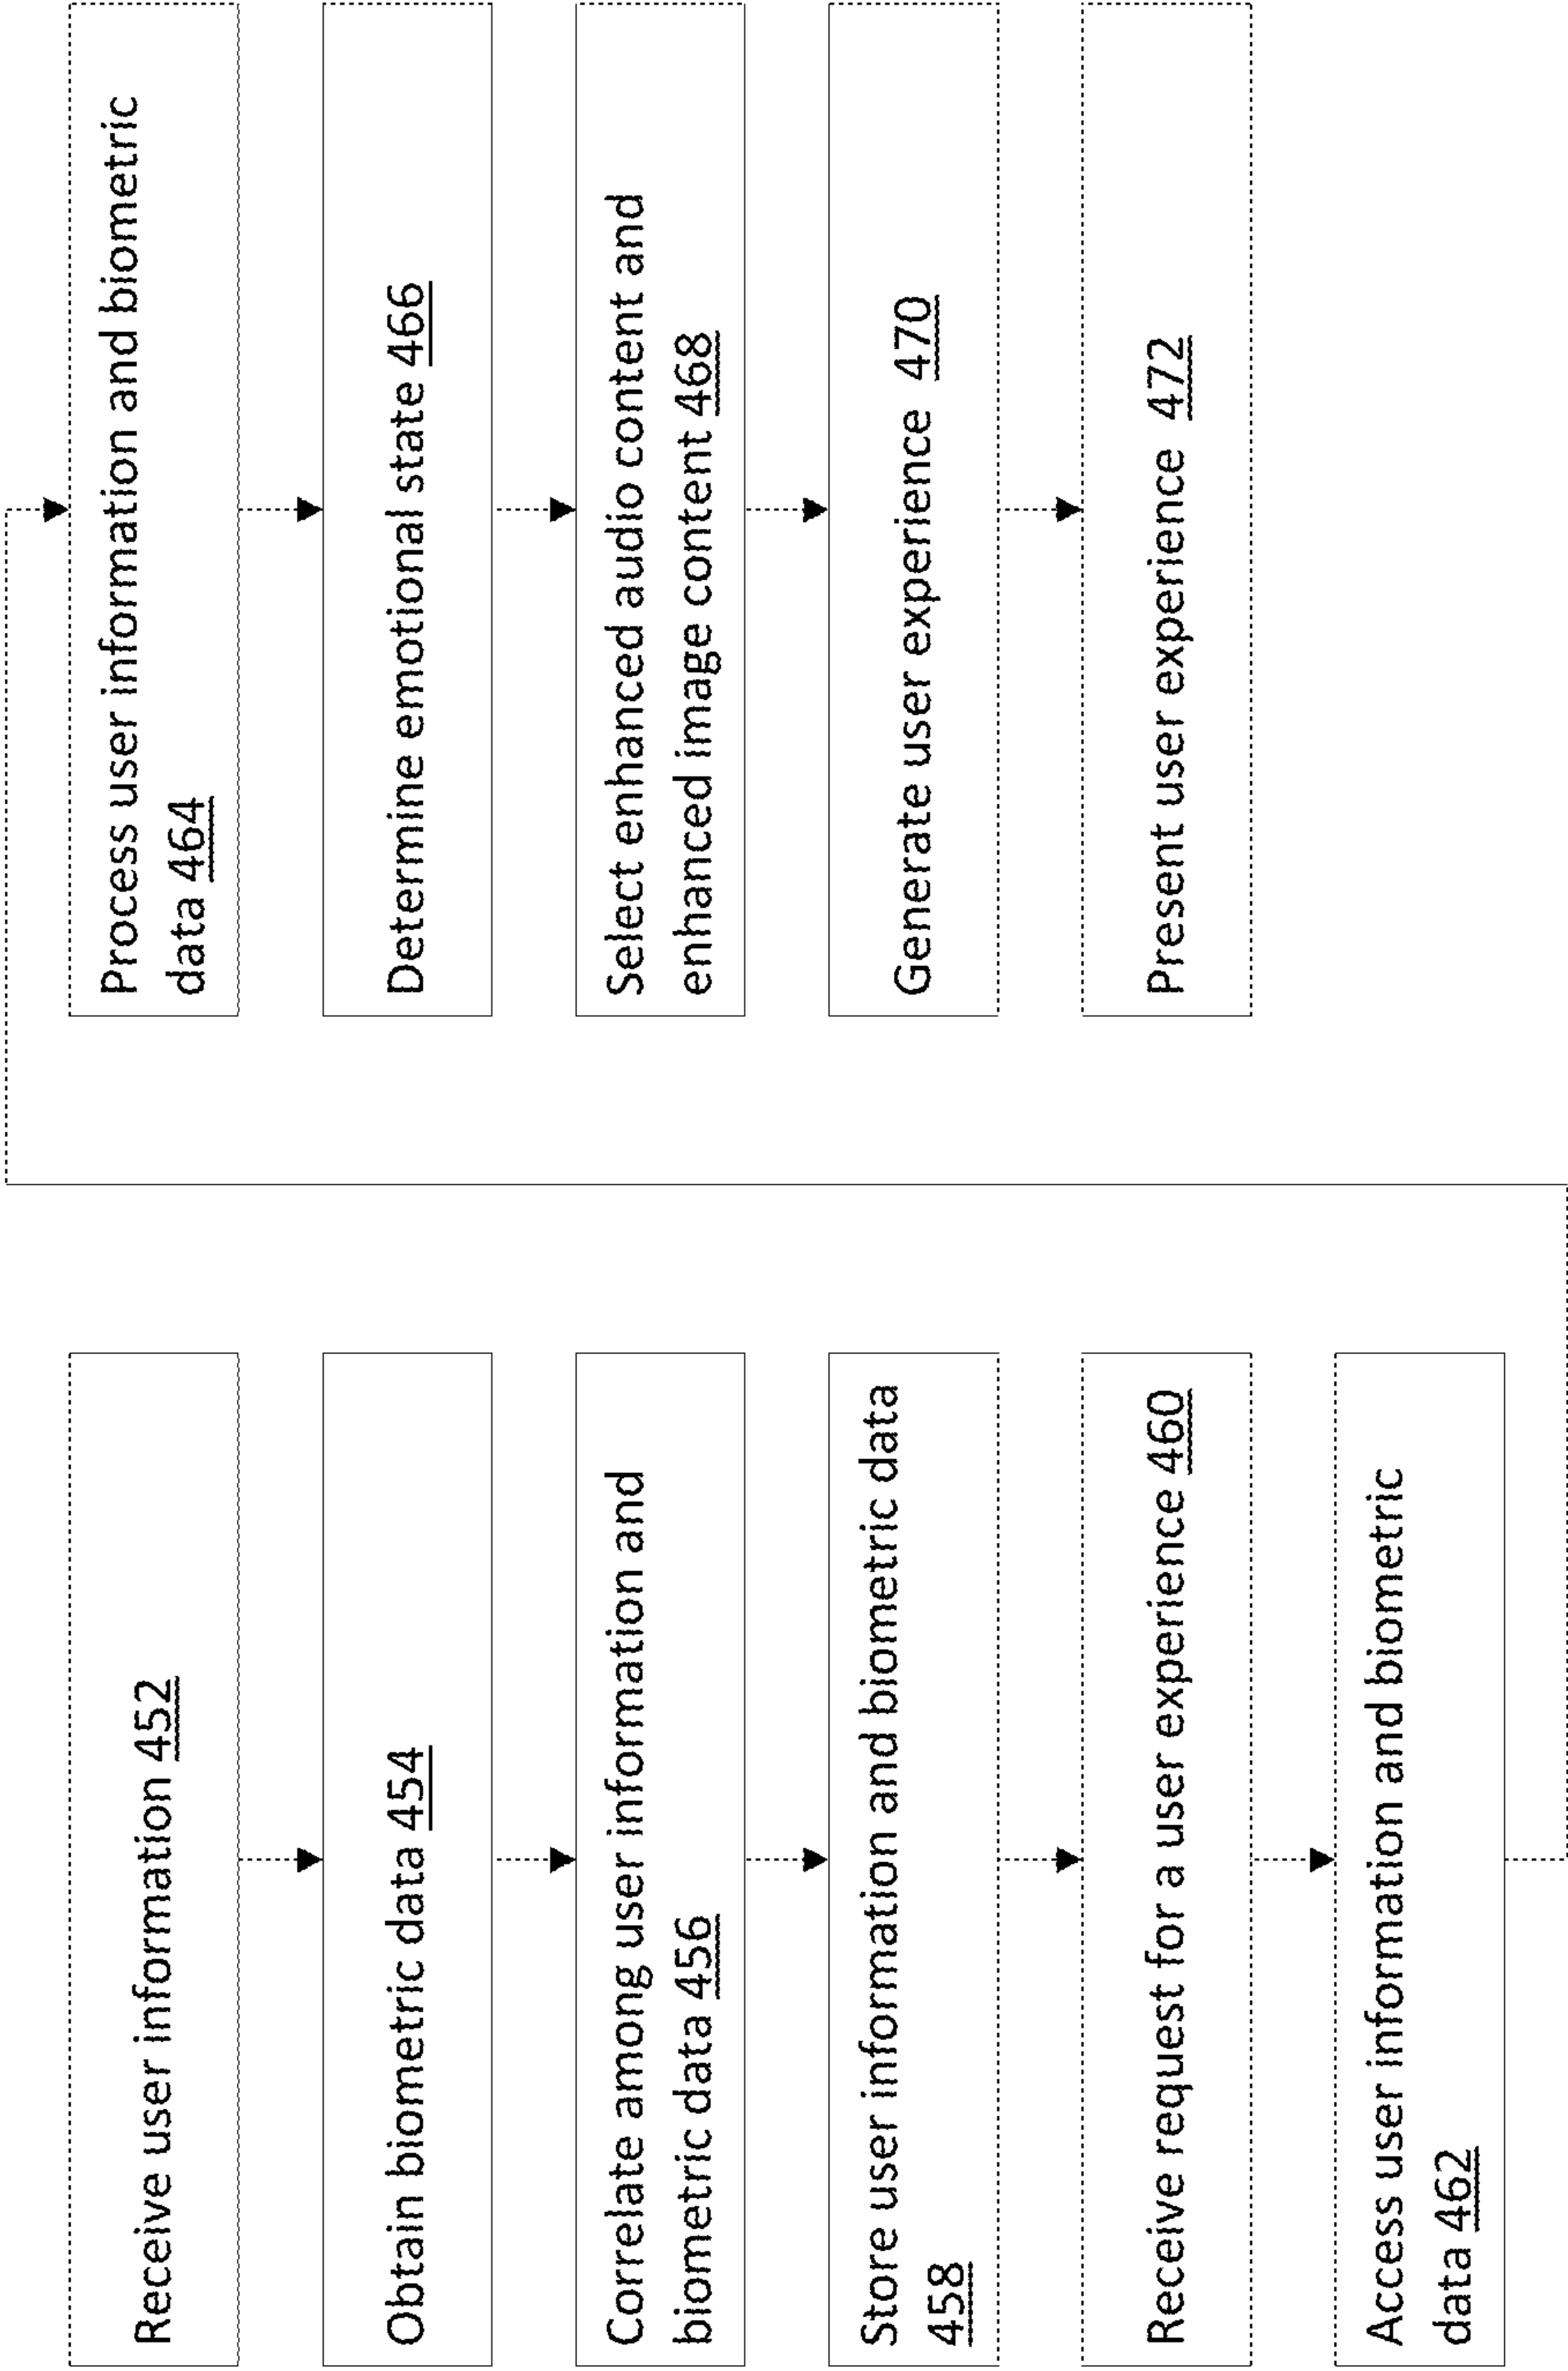 Receive user information 452
Obtain biometric data 454
Correlate among user information and
biometric data 456
Store user information and biometric data
458
Receive request for a user experience 460
Access user information and biometric
data 462
Process user information and biometric
data 464
Determine emotional state 466
Select enhanced audio content and
enhanced image content 468
Generate user experience 470
Present user experience 472